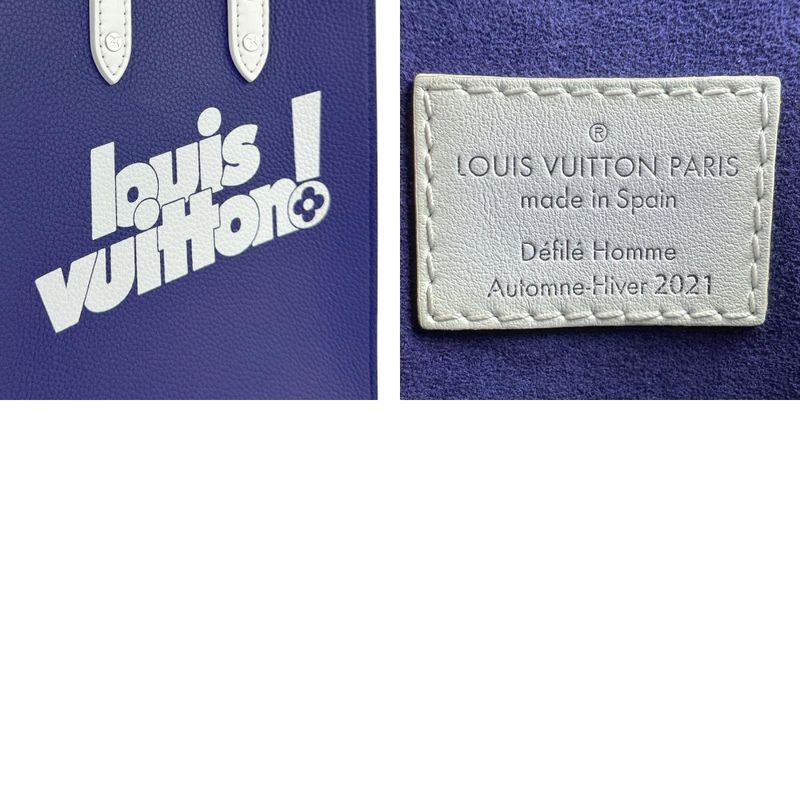 louis
vuitton!
®
LOUIS VUITTON PARIS
made in Spain
Défilé Homme
Automne-Hiver 2021